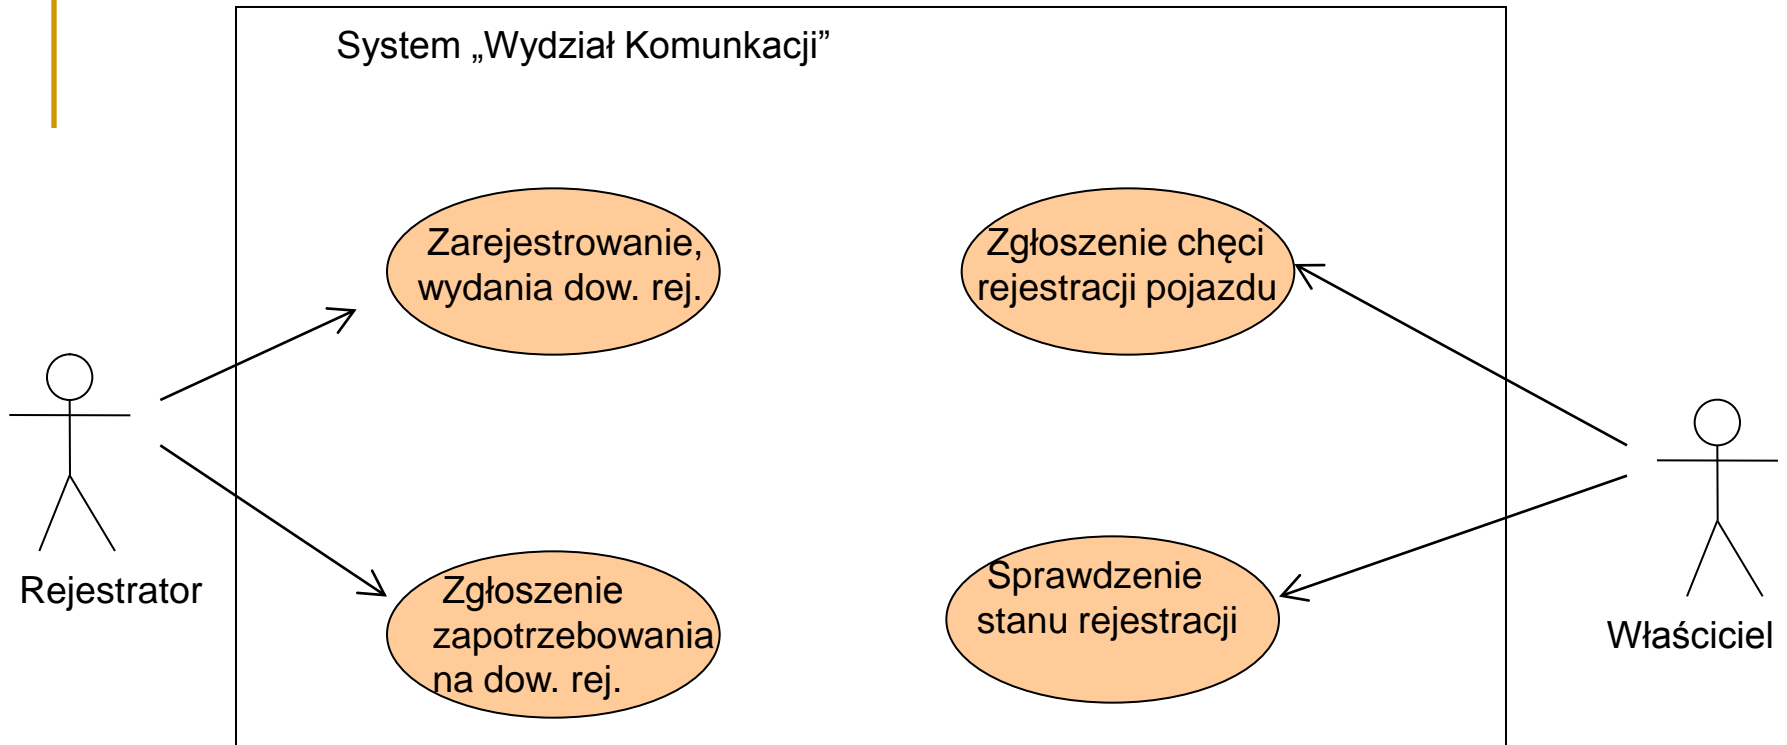 System „Wydział Komunkacji”
Zarejestrowanie,
wydania dow. rej.
Zgłoszenie chęci
rejestracji pojazdu
Rejestrator
Zgłoszenie
zapotrzebowania
na dow. rej.
Sprawdzenie
stanu rejestracji
Właściciel